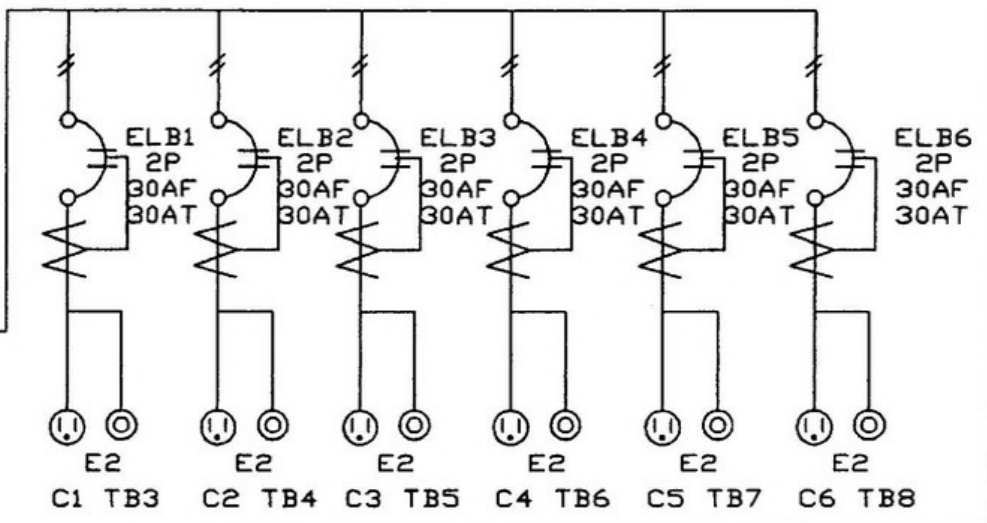 ELB1 ELB2 ELB3 ELB4 ELB5 ELB6
2P 2P 2P 2P 2P 2P
30AF 30AF 30AF 30AF 30AF 30AF
30AT 30AT 30AT 30AT 30AT 30AT
E2 E2 E2 E2 E2 E2
C1 TB3 C2 TB4 C3 TB5 C4 TB6 C5 TB7 C6 TB8